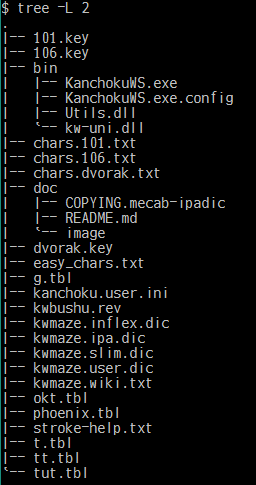 $ tree -L 2
.
|-- 101.key
|-- 106.key
|-- bin
|   |-- KanchokuWS.exe
|   |-- KanchokuWS.exe.config
|   |-- Utils.dll
|   `-- kw-uni.dll
|-- chars.101.txt
|-- chars.106.txt
|-- chars.dvorak.txt
|-- doc
|   |-- COPYING.mecab-ipadic
|   |-- README.md
|   `-- image
|-- dvorak.key
|-- easy_chars.txt
|-- g.tbl
|-- kanchoku.user.ini
|-- kwbushu.rev
|-- kwmaze.inflex.dic
|-- kwmaze.ipa.dic
|-- kwmaze.slim.dic
|-- kwmaze.user.dic
|-- kwmaze.wiki.txt
|-- okt.tbl
|-- phoenix.tbl
|-- stroke-help.txt
|-- t.tbl
|-- tt.tbl
`-- tut.tbl